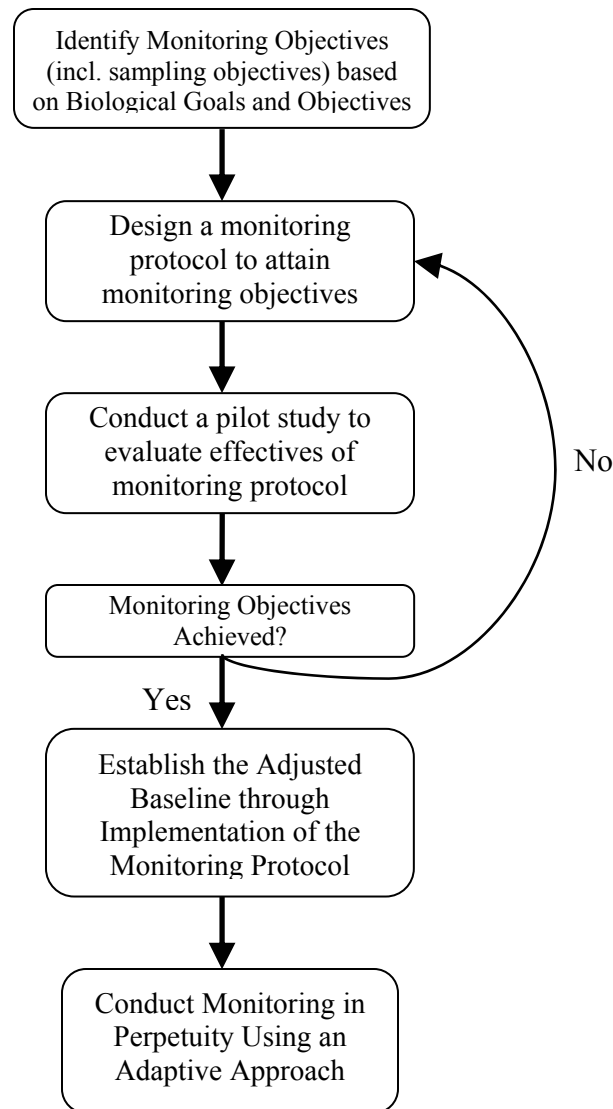 Identify Monitoring Objectives
(incl. sampling objectives) based
on Biological Goals and Objectives
Design a monitoring
protocol to attain
monitoring objectives
Conduct a pilot study to
evaluate effectives of
monitoring protocol
No
Monitoring Objectives
Achieved?
Yes
Establish the Adjusted
Baseline through
Implementation of the
Monitoring Protocol
Conduct Monitoring in
Perpetuity Using an
Adaptive Approach